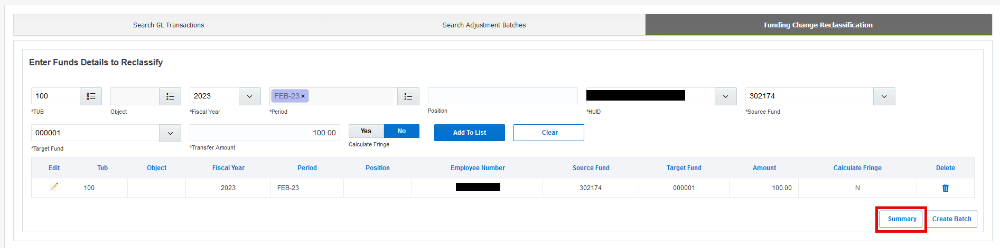 Search GL Transactions
Search Adjustment Batches
Funding Change Reclassification
Enter Funds Details to Reclassify
100
2023
FEB-23 ×
302174
*TUB
Object
*Fiscal Year
*Period
Position
*HUID
*Source Fund
000001
100.00
Yes
No
Add To List
Clear
*Target Fund
*Transfer Amount
Calculate Fringe
Edit Tub Object Fiscal Year Period Position Employee Number Source Fund Target Fund Amount Calculate Fringe Delete
100 2023 FEB-23 302174 000001 100.00 N
Summary
Create Batch